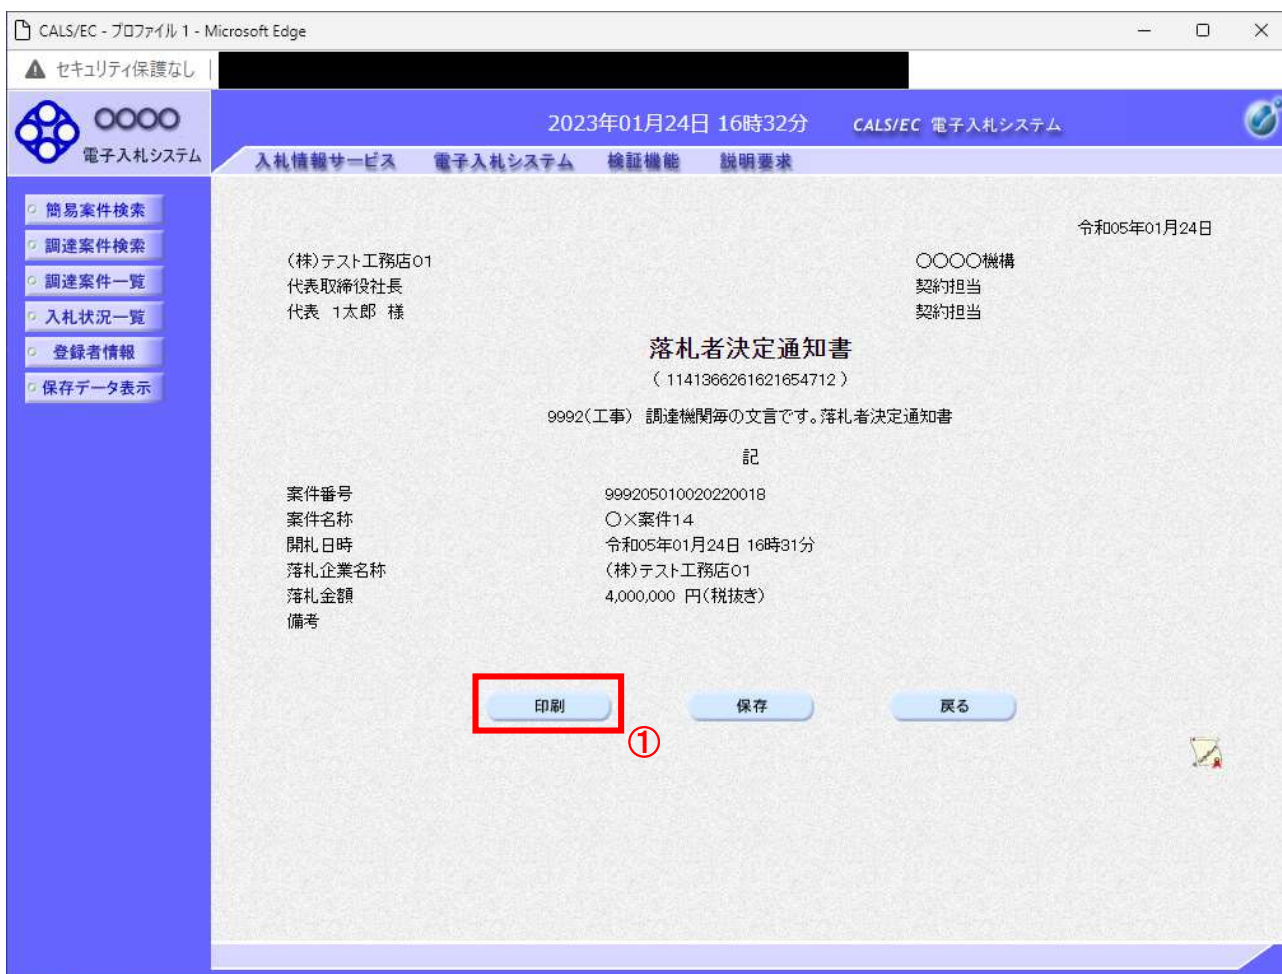 CALS/EC - プロファイル 1 - Microsoft Edge
セキュリティ保護なし
〇〇〇〇
電子入札システム
2023年01月24日 16時32分 CALS/EC 電子入札システム
入札情報サービス 電子入札システム 検証機能 説明要求
簡易案件検索
調達案件検索
調達案件一覧
入札状況一覧
登録者情報
保存データ表示
令和05年01月24日
(株)テスト工務店01
代表取締役社長
代表 1太郎 様
〇〇〇〇機構
契約担当
契約担当
落札者決定通知書
( 1141366261621654712 )
9992(工事) 調達機関毎の文言です。落札者決定通知書
記
案件番号 999205010020220018
案件名称 〇×案件14
開札日時 令和05年01月24日 16時31分
落札企業名称 (株)テスト工務店01
落札金額 4,000,000 円(税抜き)
備考
印刷 保存 戻る
①